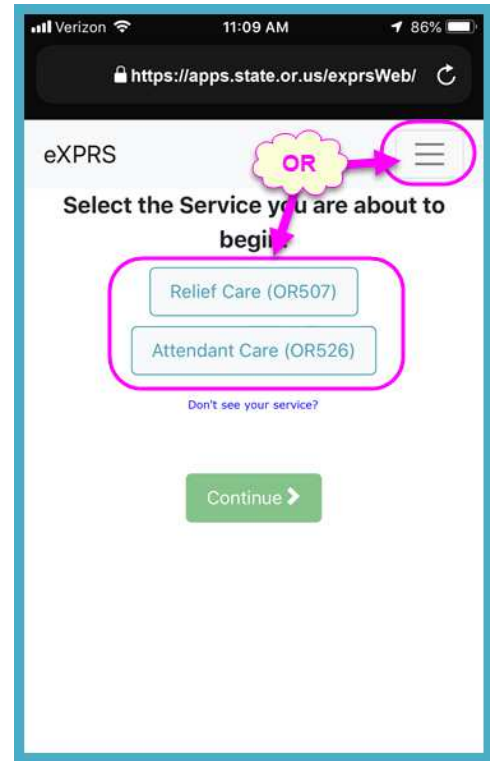 Verizon 11:09 AM 86%
https://apps.state.or.us/exprsWeb/
eXPRS
OR
Select the Service you are about to
begin.
Relief Care (OR507)
Attendant Care (OR526)
Don't see your service?
Continue